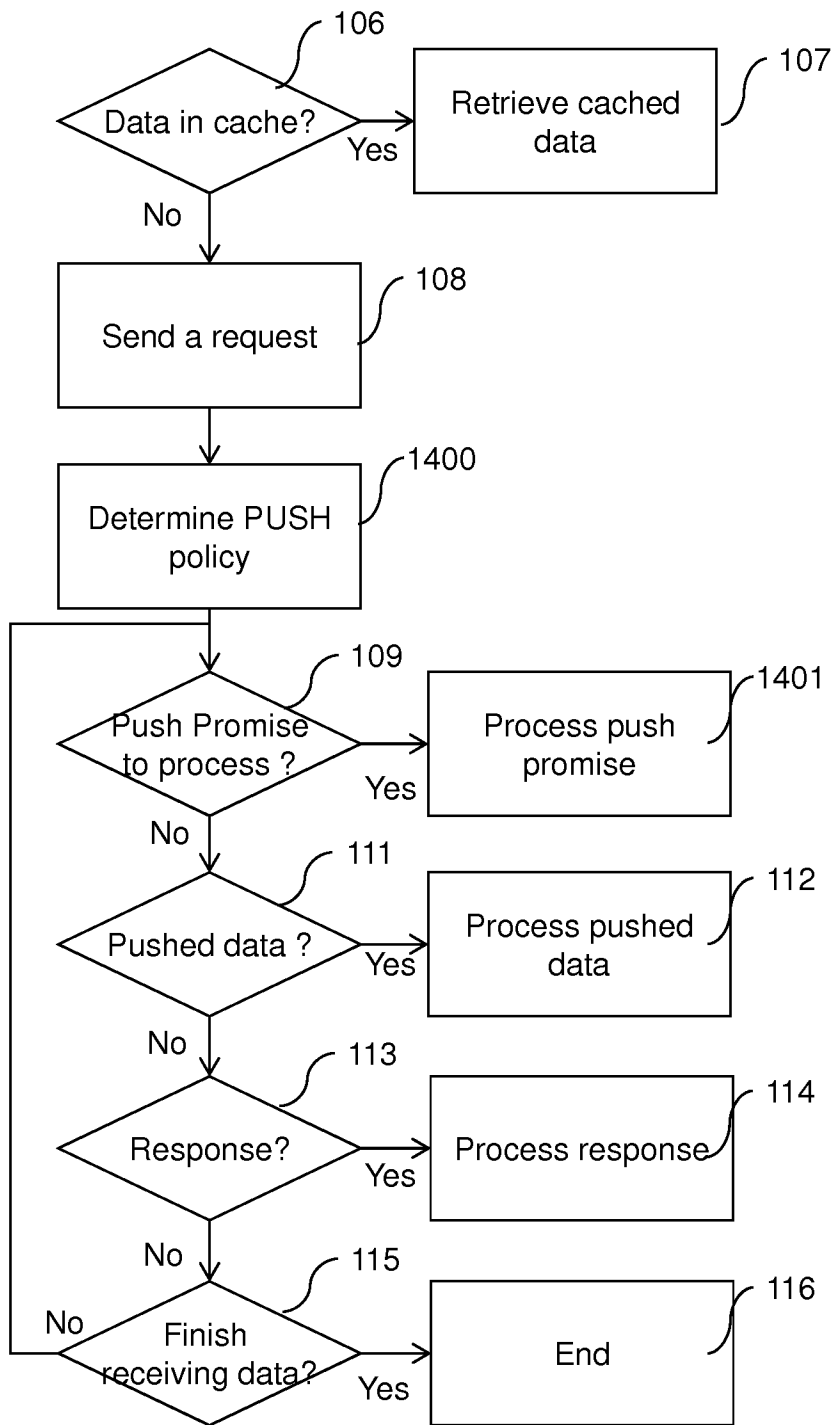 106
107
Data in cache?
Yes
Retrieve cached
data
No
108
Send a request
1400
Determine PUSH
policy
109
1401
Push Promise
to process ?
Yes
Process push
promise
No
111
112
Pushed data ?
Yes
Process pushed
data
No
113
114
Response?
Yes
Process response
No
115
116
No
Finish
receiving data?
Yes
End